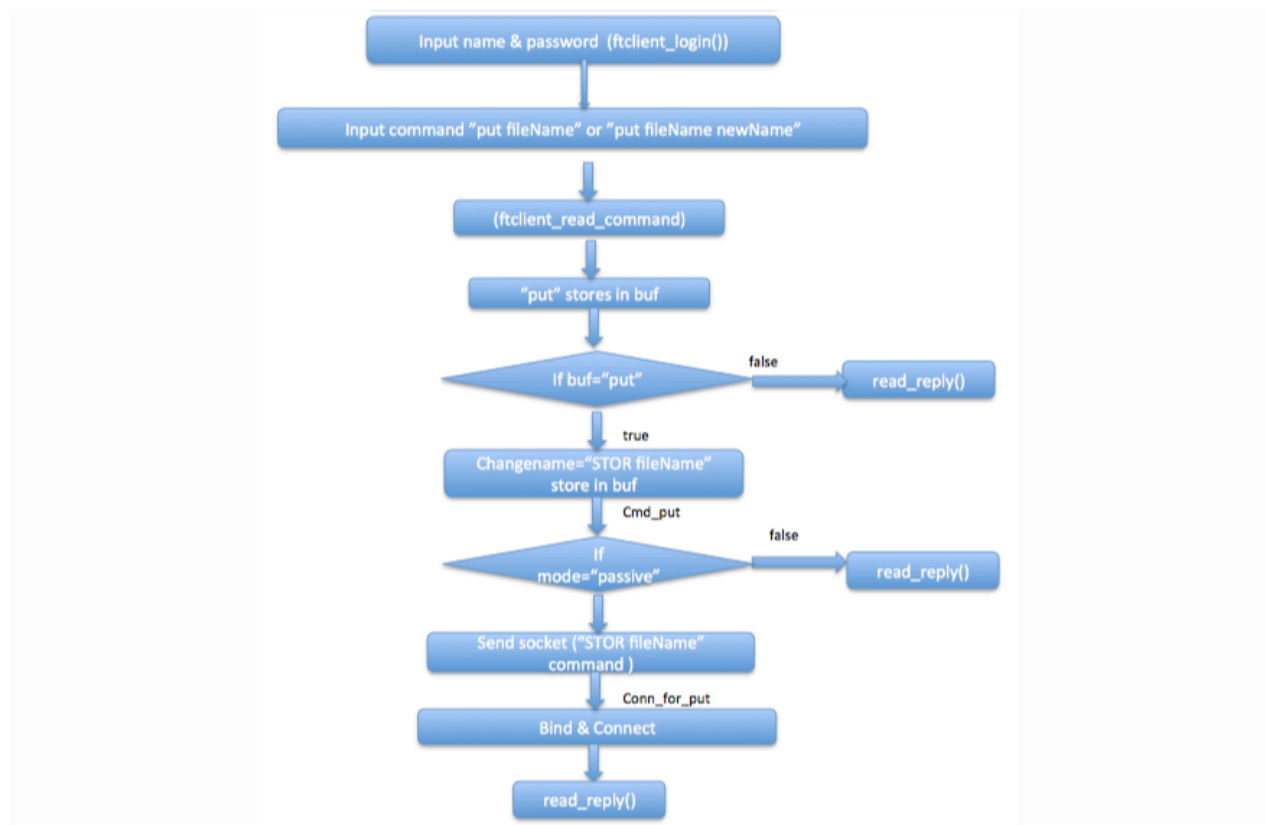 Input name & password (ftclient_login())
Input command “put fileName” or “put fileName newName”
(ftclient_read_command)
“put” stores in buf
If buf=“put”
false
read_reply()
true
Changename=“STOR fileName”
store in buf
Cmd_put
false
If
mode=“passive”
read_reply()
Send socket (“STOR fileName”
command )
Conn_for_put
Bind & Connect
read_reply()